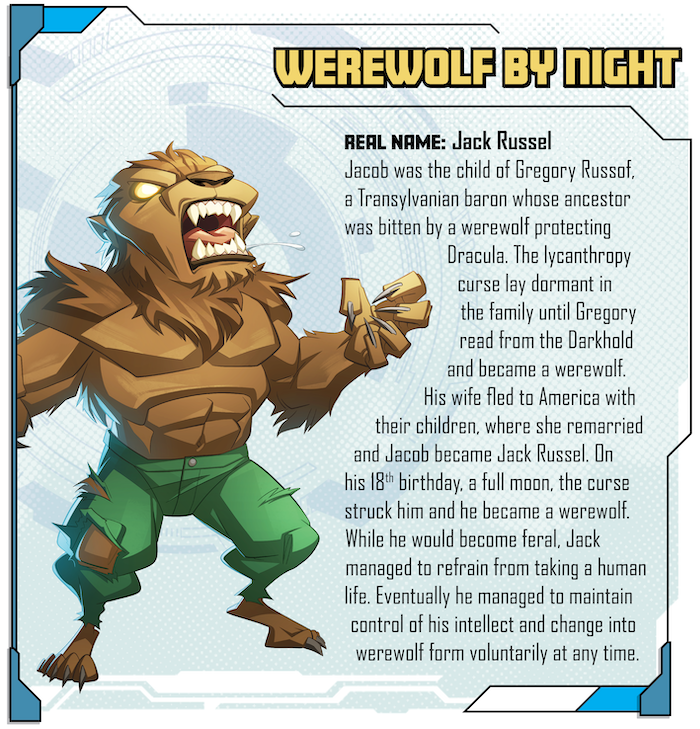 WEREWOLF BY NIGHT
REAL NAME: Jack Russel
Jacob was the child of Gregory Russof,
a Transylvanian baron whose ancestor
was bitten by a werewolf protecting
Dracula. The lycanthropy
curse lay dormant in
the family until Gregory
read from the Darkhold
and became a werewolf.
His wife fled to America with
their children, where she remarried
and Jacob became Jack Russel. On
his 18th birthday, a full moon, the curse
struck him and he became a werewolf.
While he would become feral, Jack
managed to refrain from taking a human
life. Eventually he managed to maintain
control of his intellect and change into
werewolf form voluntarily at any time.